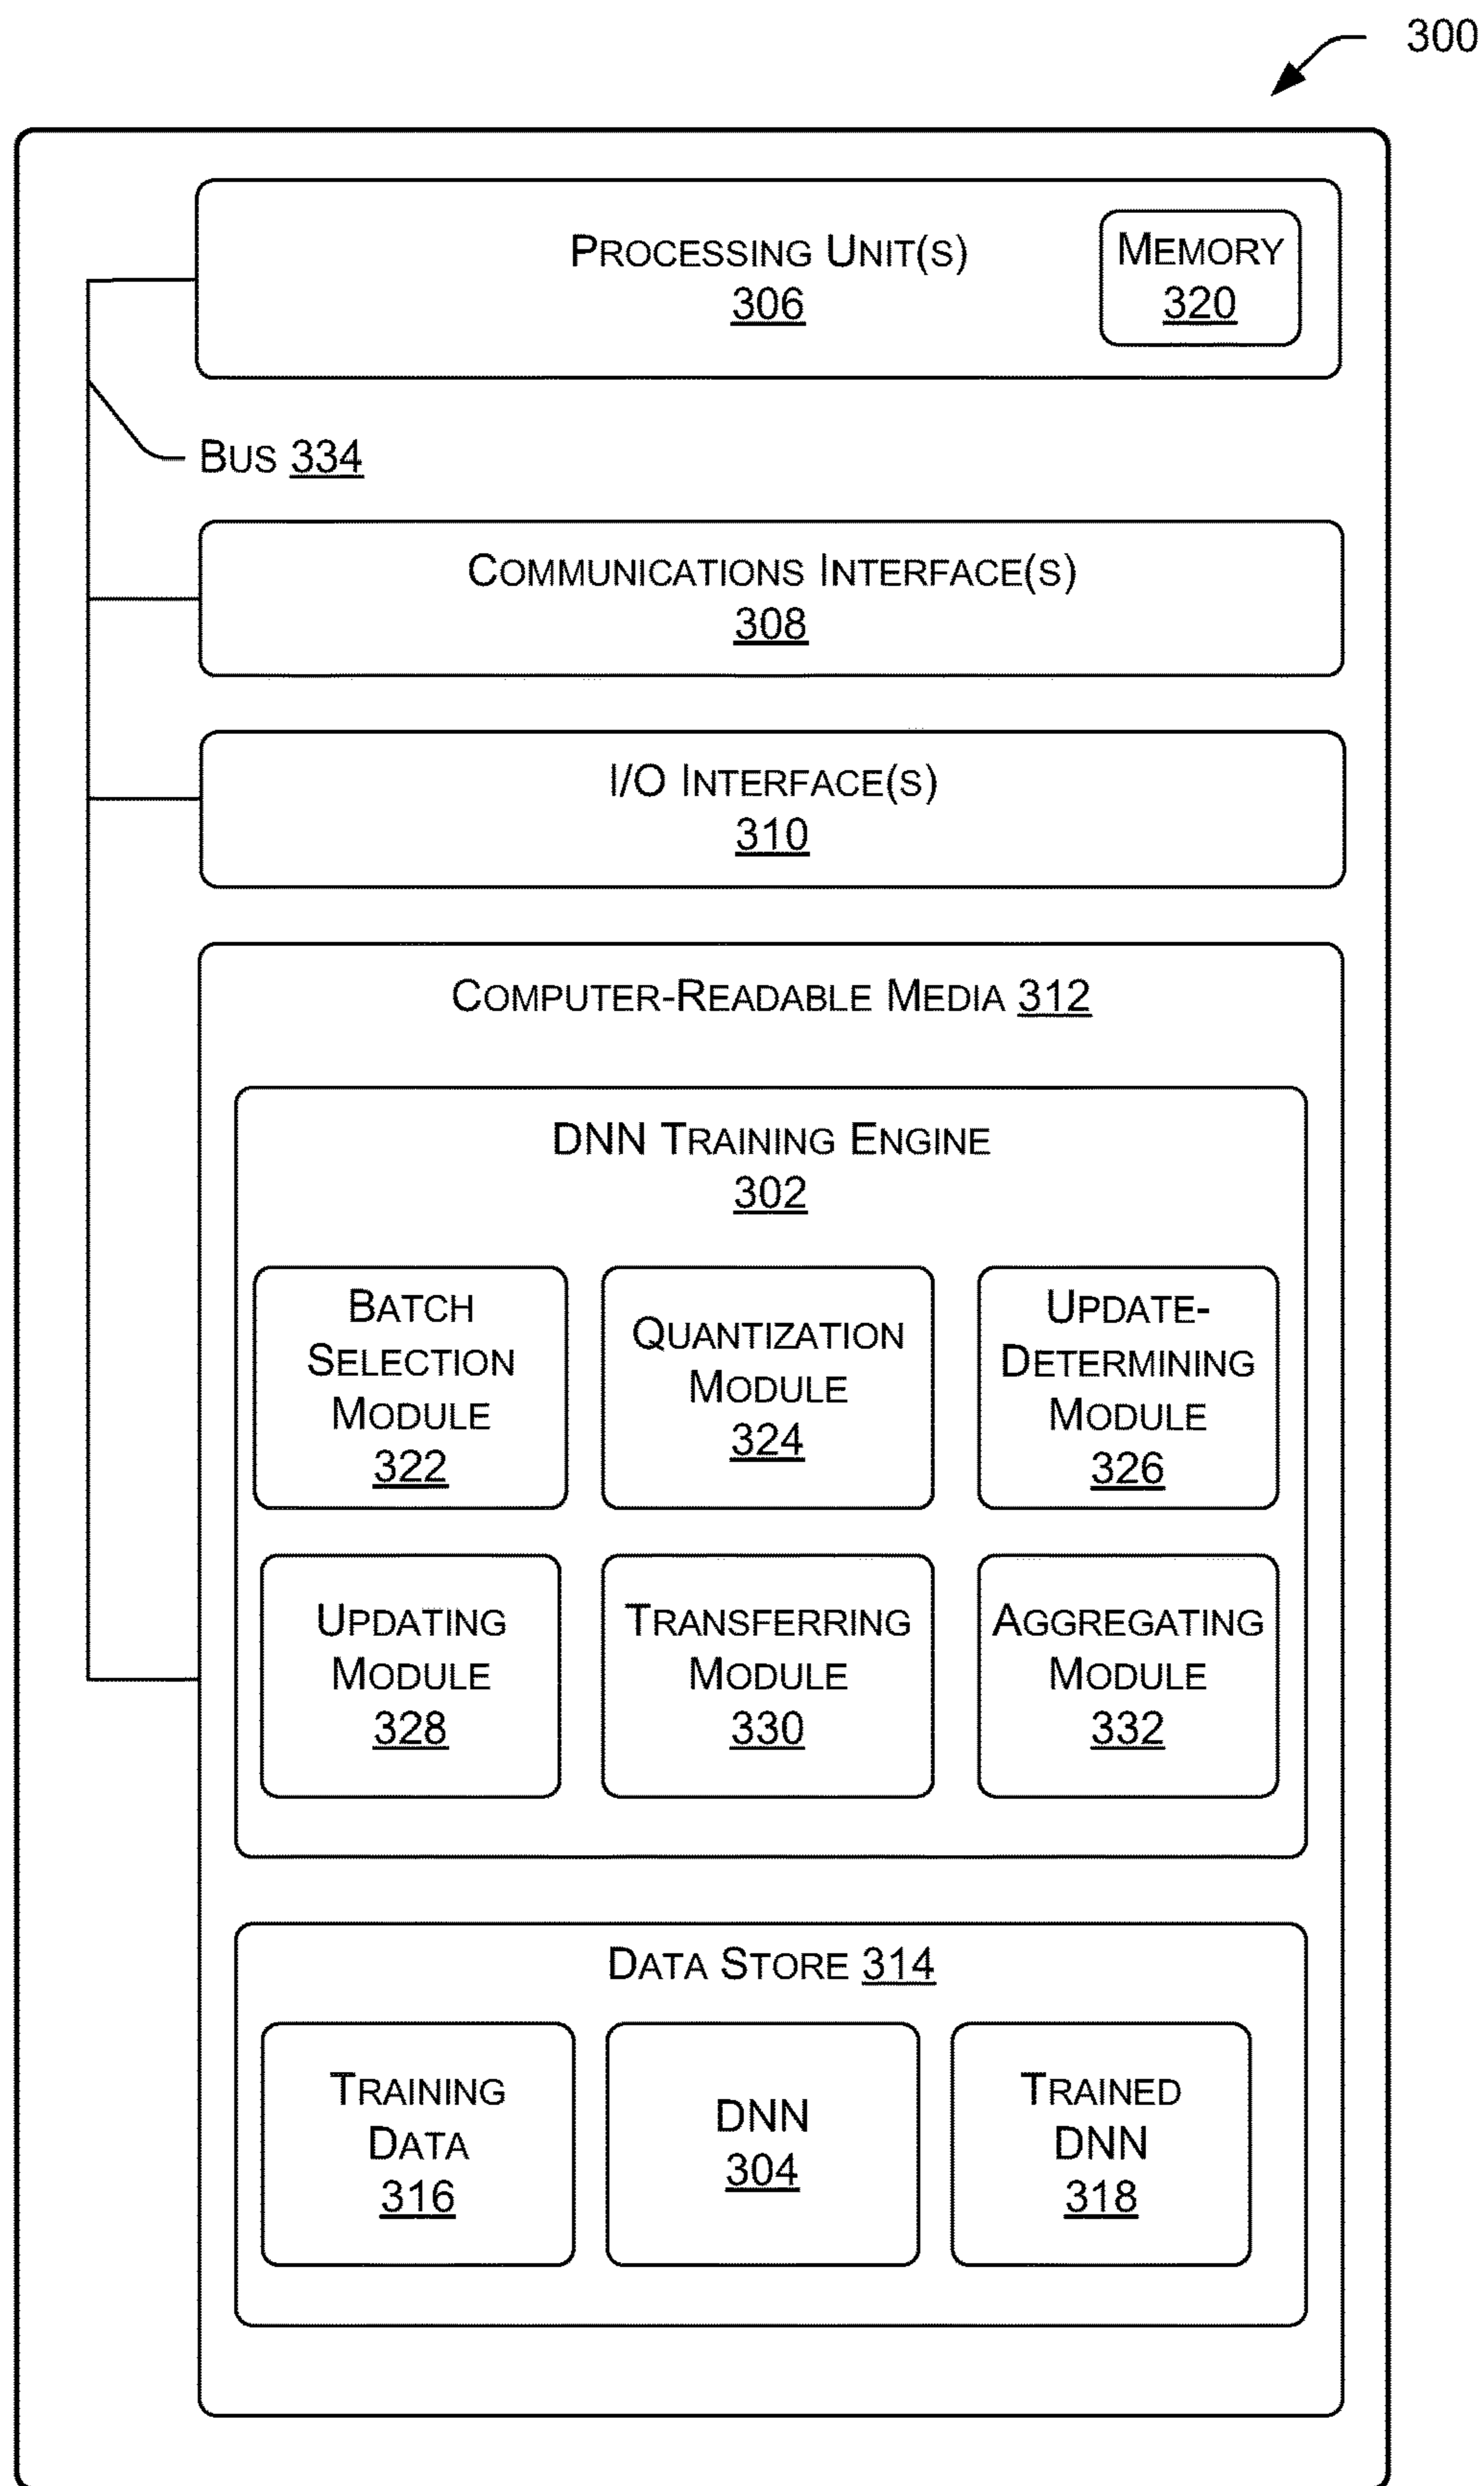 300
PROCESSING UNIT(S)
306
MEMORY
320
BUS 334
COMMUNICATIONS INTERFACE(S)
308
I/O INTERFACE(S)
310
COMPUTER-READABLE MEDIA 312
DNN TRAINING ENGINE
302
BATCH
SELECTION
MODULE
322
QUANTIZATION
MODULE
324
UPDATE-
DETERMINING
MODULE
326
UPDATING
MODULE
328
TRANSFERRING
MODULE
330
AGGREGATING
MODULE
332
DATA STORE 314
TRAINING
DATA
316
DNN
304
TRAINED
DNN
318